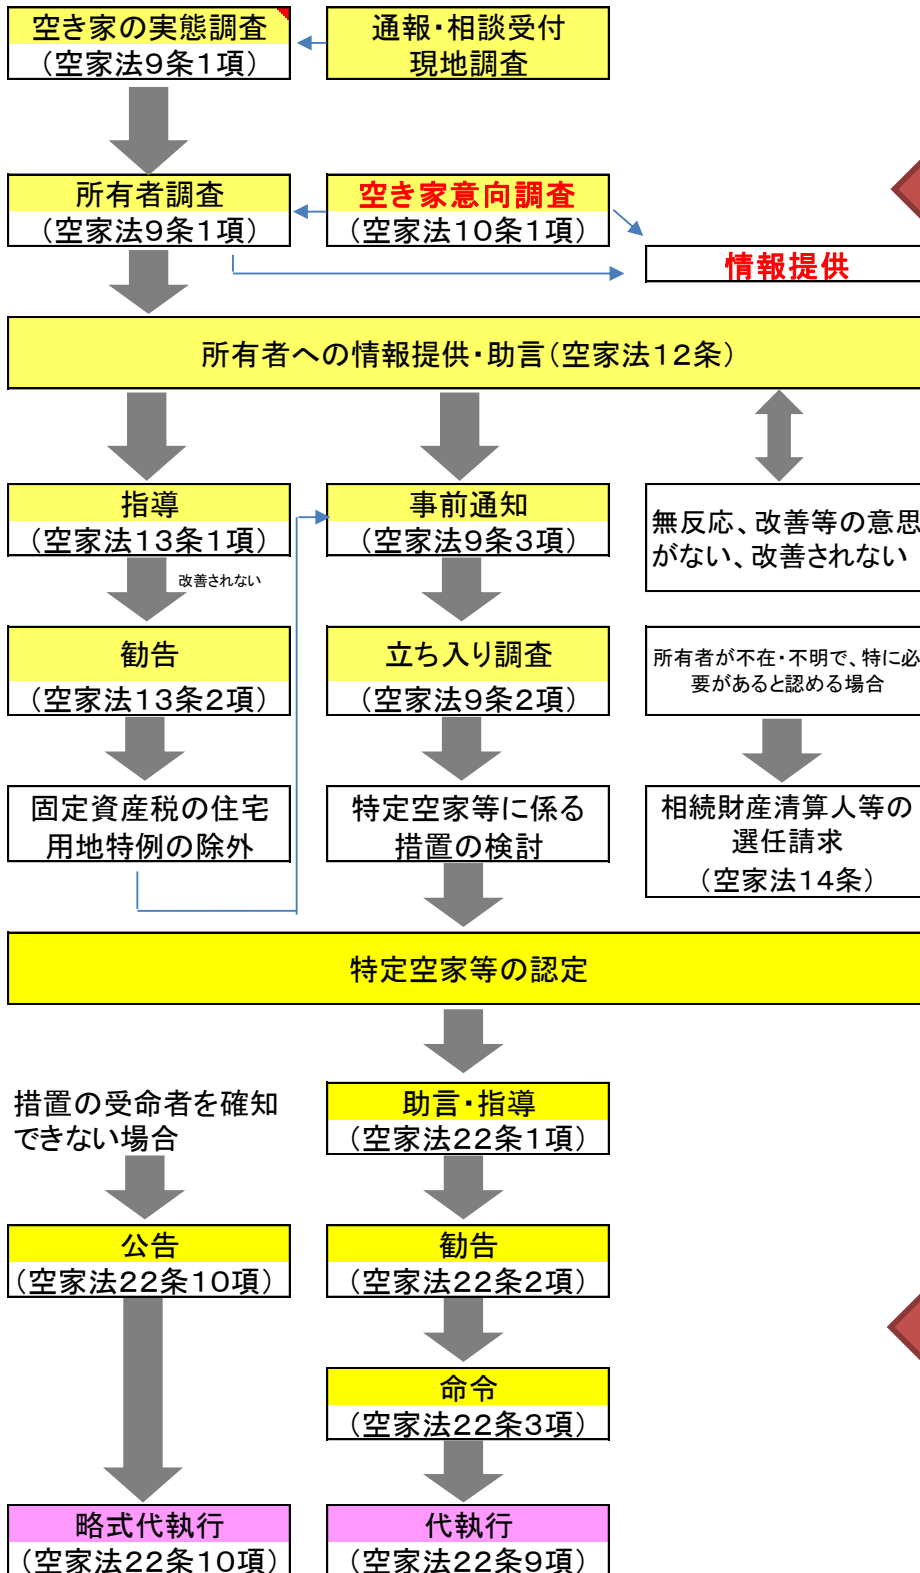 空き家の実態調査
(空家法9条1項)
通報・相談受付
現地調査
所有者調査
(空家法9条1項)
空き家意向調査
(空家法10条1項)
情報提供
所有者への情報提供・助言(空家法12条)
指導
(空家法13条1項)
事前通知
(空家法9条3項)
無反応、改善等の意思
がない、改善されない
改善されない
勧告
(空家法13条2項)
立ち入り調査
(空家法9条2項)
所有者が不在・不明で、特に必
要があると認める場合
固定資産税の住宅
用地特例の除外
特定空家等に係る
措置の検討
相続財産清算人等の
選任請求
(空家法14条)
特定空家等の認定
措置の受命者を確知
できない場合
助言・指導
(空家法22条1項)
公告
(空家法22条10項)
勧告
(空家法22条2項)
命令
(空家法22条3項)
略式代執行
(空家法22条10項)
代執行
(空家法22条9項)